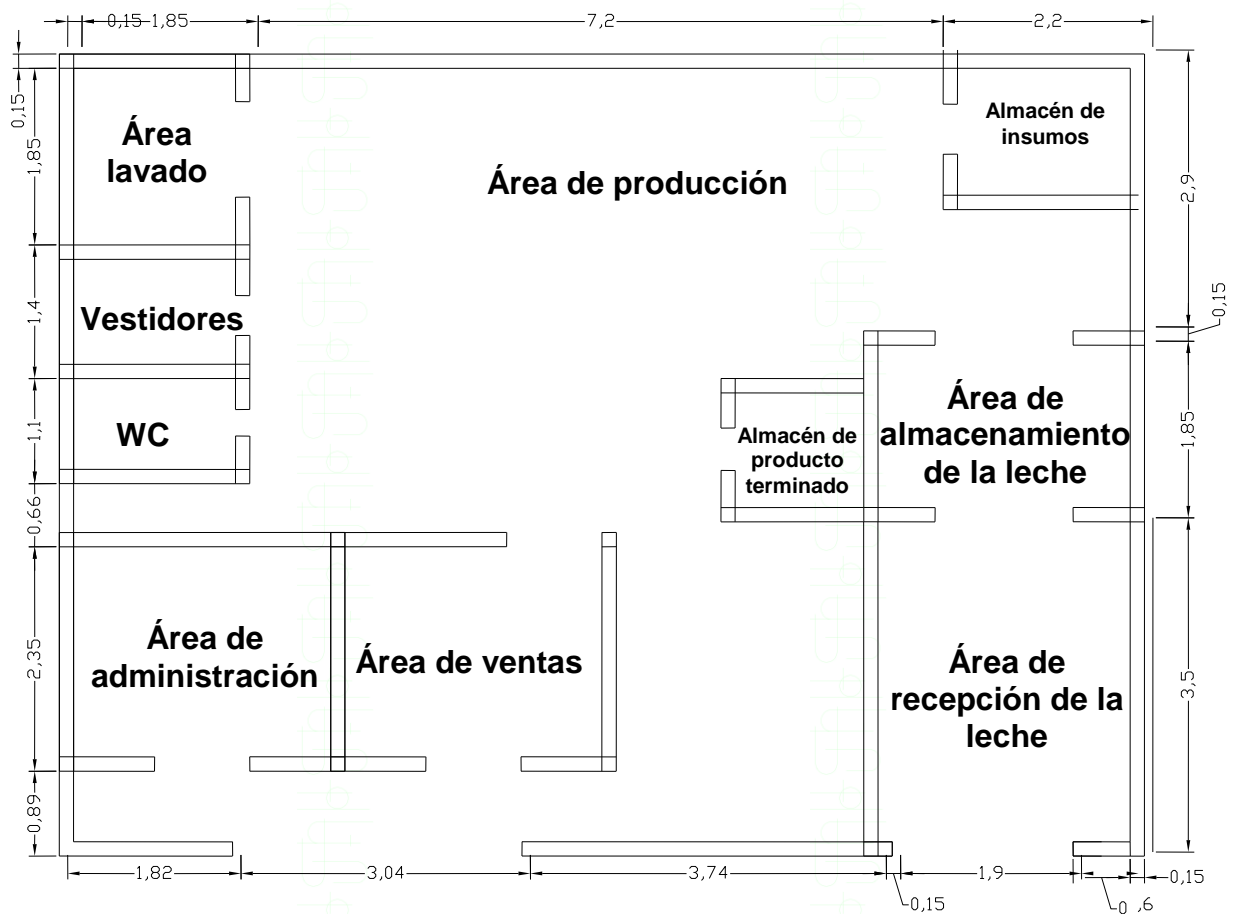 0,15
1,85
7,2
2,2
0,15
1,85
1,4
1,1
0,66
2,35
0,89
Área
lavado
Vestidores
WC
Área de producción
Almacén de
insumos
Almacén de
producto
terminado
Área de
almacenamiento
de la leche
Área de
administración
Área de ventas
Área de
recepción de la
leche
2,9
0,15
1,85
3,5
1,82
3,04
3,74
0,15
1,9
0 ,6
0,15